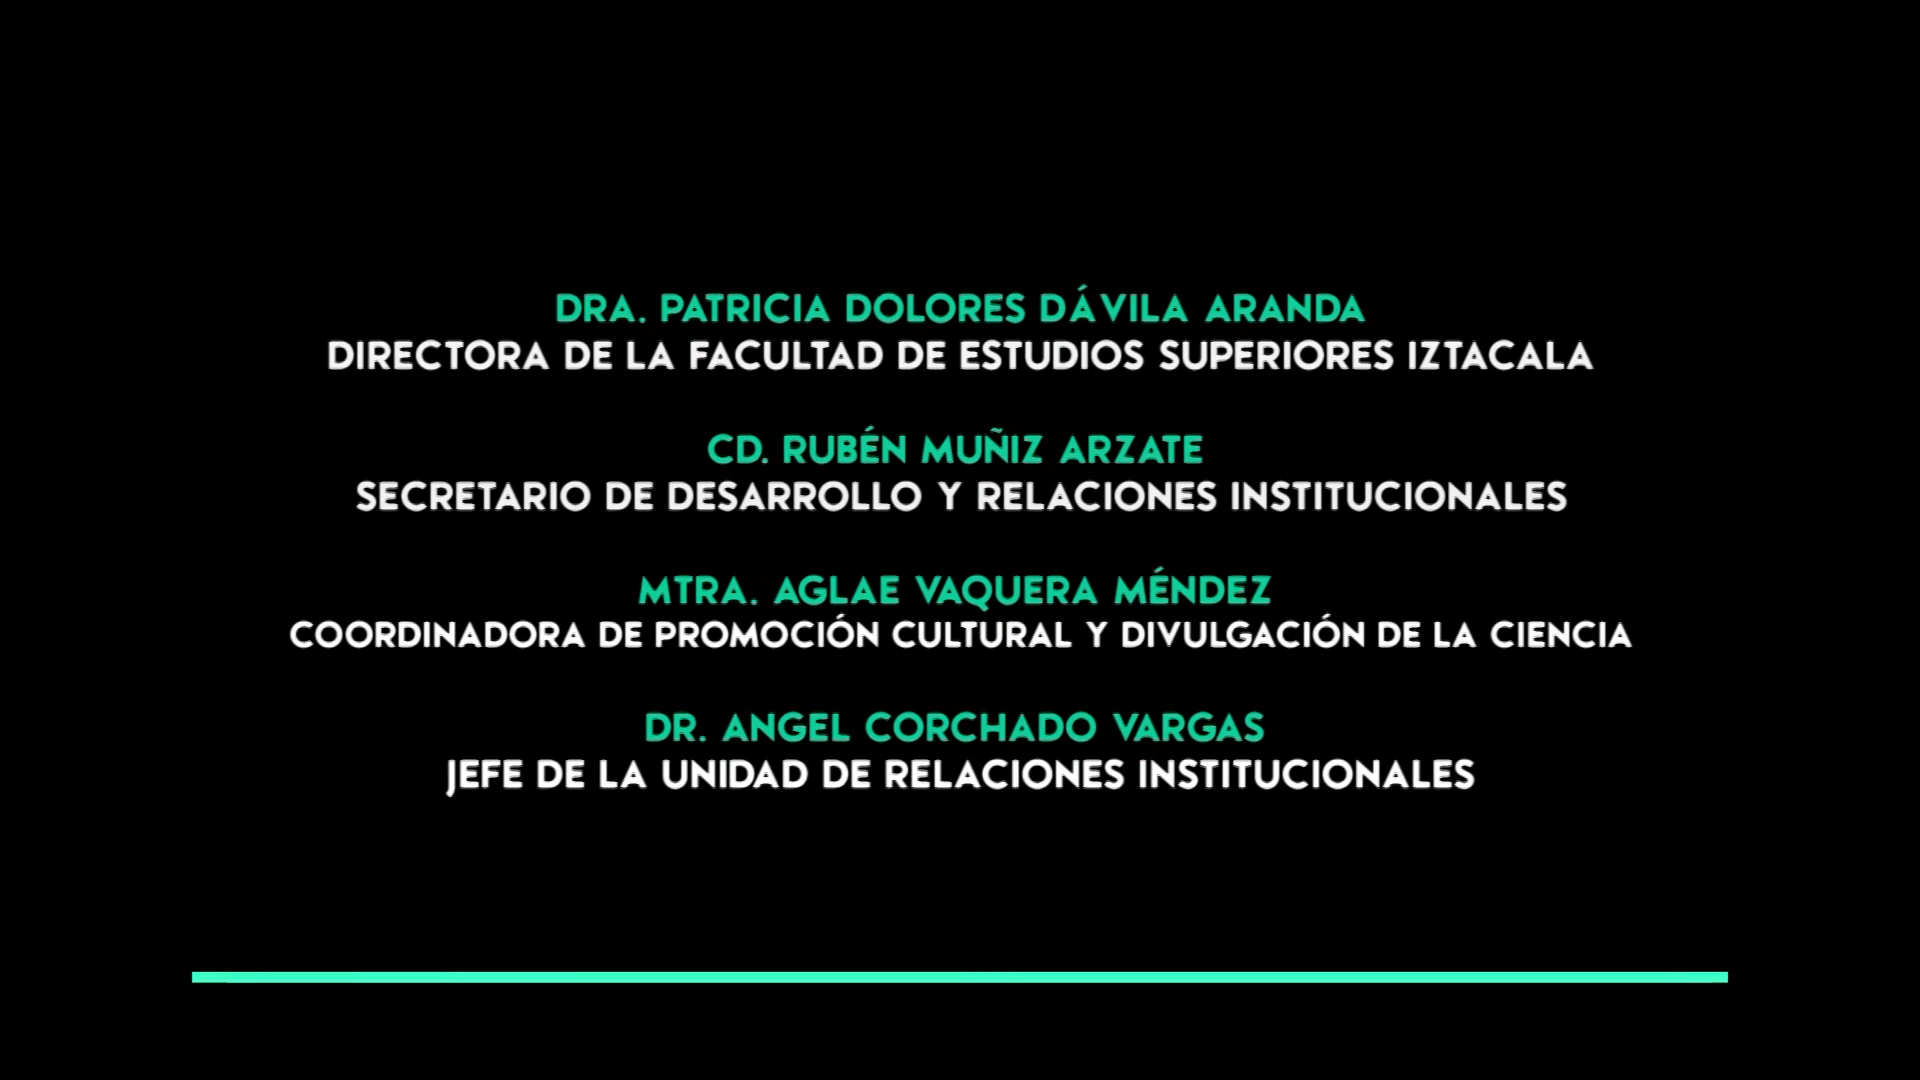 DRA. PATRICIA DOLORES DÁVILA ARANDA
DIRECTORA DE LA FACULTAD DE ESTUDIOS SUPERIORES IZTACALA
CD. RUBÉN MUÑIZ ARZATE
SECRETARIO DE DESARROLLO Y RELACIONES INSTITUCIONALES
MTRA. AGLAE VAQUERA MÉNDEZ
COORDINADORA DE PROMOCIÓN CULTURAL Y DIVULGACIÓN DE LA CIENCIA
DR. ANGEL CORCHADO VARGAS
JEFE DE LA UNIDAD DE RELACIONES INSTITUCIONALES